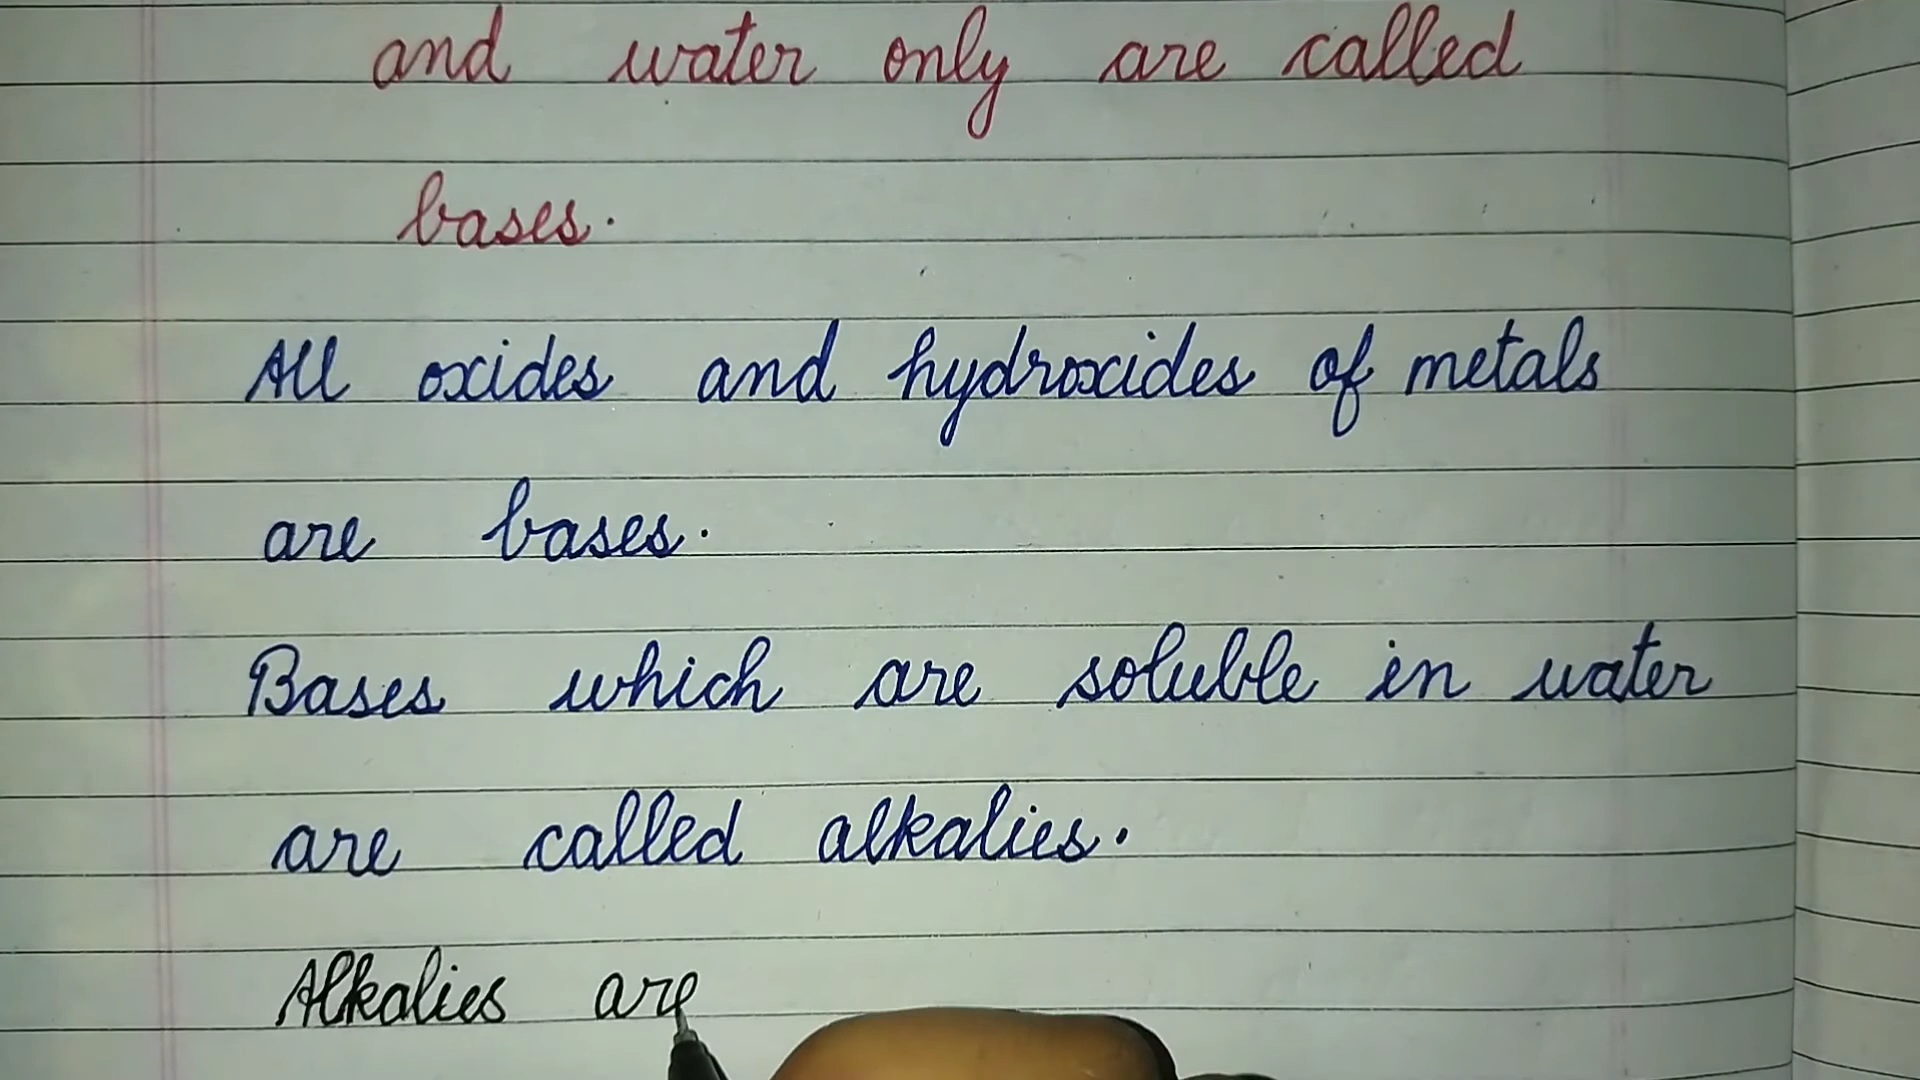 and water only are called
bases.
All oxides and hydroxides of metals
are bases.
Bases which are soluble in water
are called alkalies.
Alkalies are